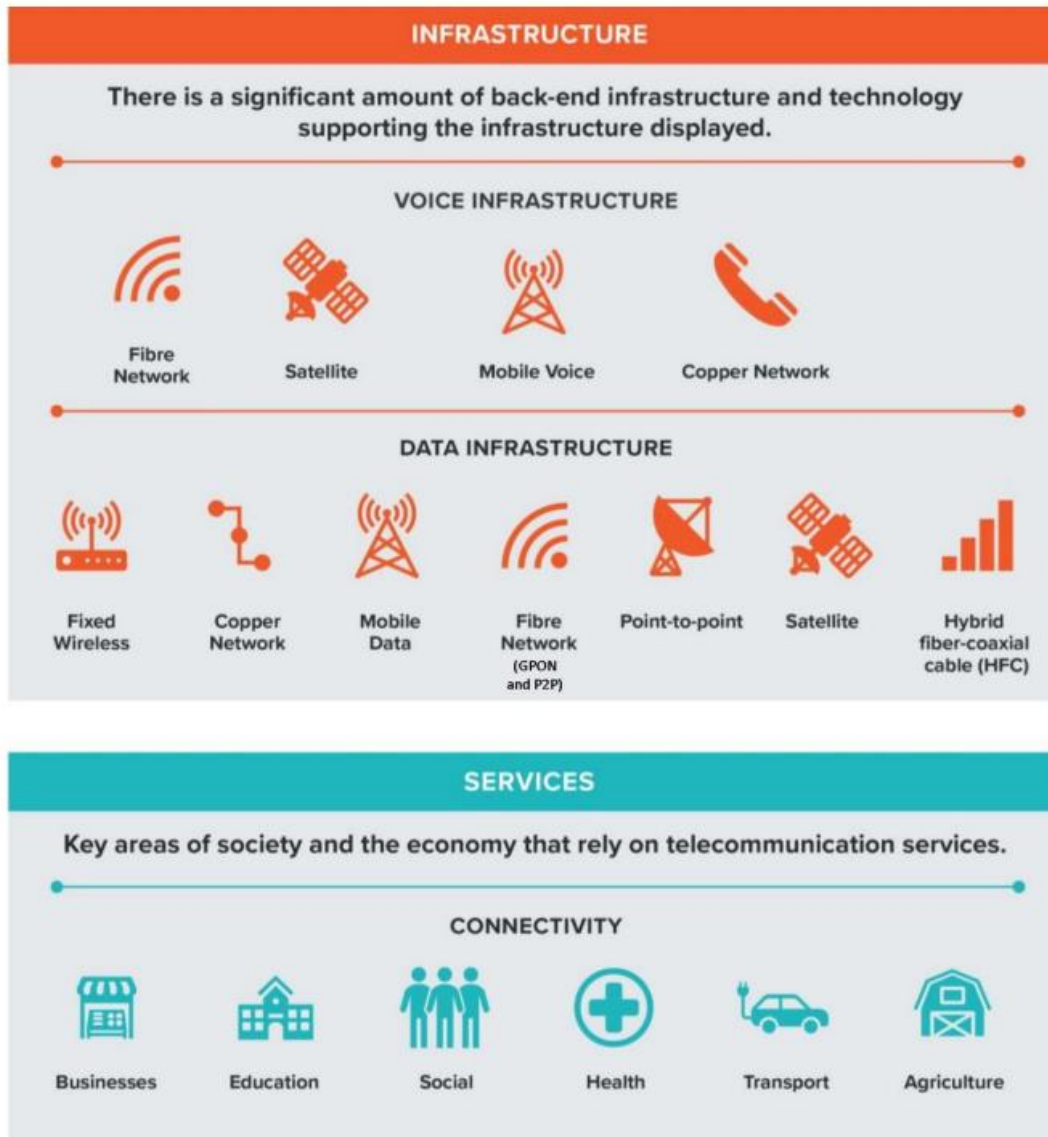 INFRASTRUCTURE
There is a significant amount of back-end infrastructure and technology
supporting the infrastructure displayed.
VOICE INFRASTRUCTURE
Fibre
Network
Satellite
Mobile Voice
Copper Network
DATA INFRASTRUCTURE
Fixed
Wireless
Copper
Network
Mobile
Data
Fibre
Network
(GPON
and P2P)
Point-to-point
Satellite
Hybrid
fiber-coaxial
cable (HFC)
SERVICES
Key areas of society and the economy that rely on telecommunication services.
CONNECTIVITY
Businesses
Education
Social
Health
Transport
Agriculture